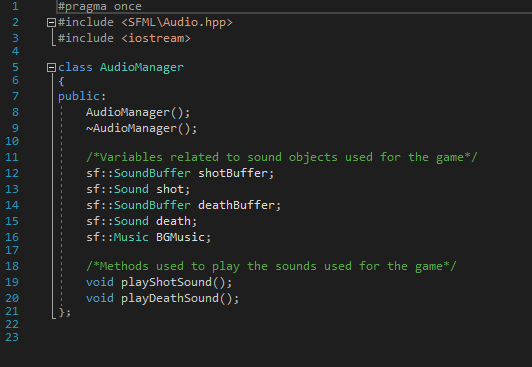 1 #pragma once
2 #include <SFML\Audio.hpp>
3 #include <iostream>
4
5 class AudioManager
6 {
7 public:
8     AudioManager();
9     ~AudioManager();
10
11     /*Variables related to sound objects used for the game*/
12     sf::SoundBuffer shotBuffer;
13     sf::Sound shot;
14     sf::SoundBuffer deathBuffer;
15     sf::Sound death;
16     sf::Music BGMusic;
17
18     /*Methods used to play the sounds used for the game*/
19     void playShotSound();
20     void playDeathSound();
21 };
22
23